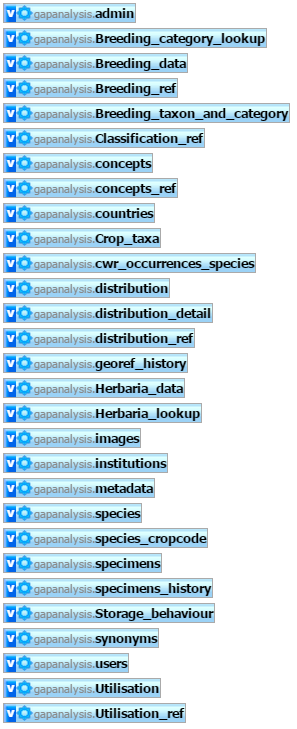 v gapanalysis.admin
v gapanalysis.Breeding_category_lookup
v gapanalysis.Breeding_data
v gapanalysis.Breeding_ref
v gapanalysis.Breeding_taxon_and_category
v gapanalysis.Classification_ref
v gapanalysis.concepts
v gapanalysis.concepts_ref
v gapanalysis.countries
v gapanalysis.Crop_taxa
v gapanalysis.cwr_occurrences_species
v gapanalysis.distribution
v gapanalysis.distribution_detail
v gapanalysis.distribution_ref
v gapanalysis.georef_history
v gapanalysis.Herbaria_data
v gapanalysis.Herbaria_lookup
v gapanalysis.images
v gapanalysis.institutions
v gapanalysis.metadata
v gapanalysis.species
v gapanalysis.species_cropcode
v gapanalysis.specimens
v gapanalysis.specimens_history
v gapanalysis.Storage_behaviour
v gapanalysis.synonyms
v gapanalysis.users
v gapanalysis.Utilisation
v gapanalysis.Utilisation_ref